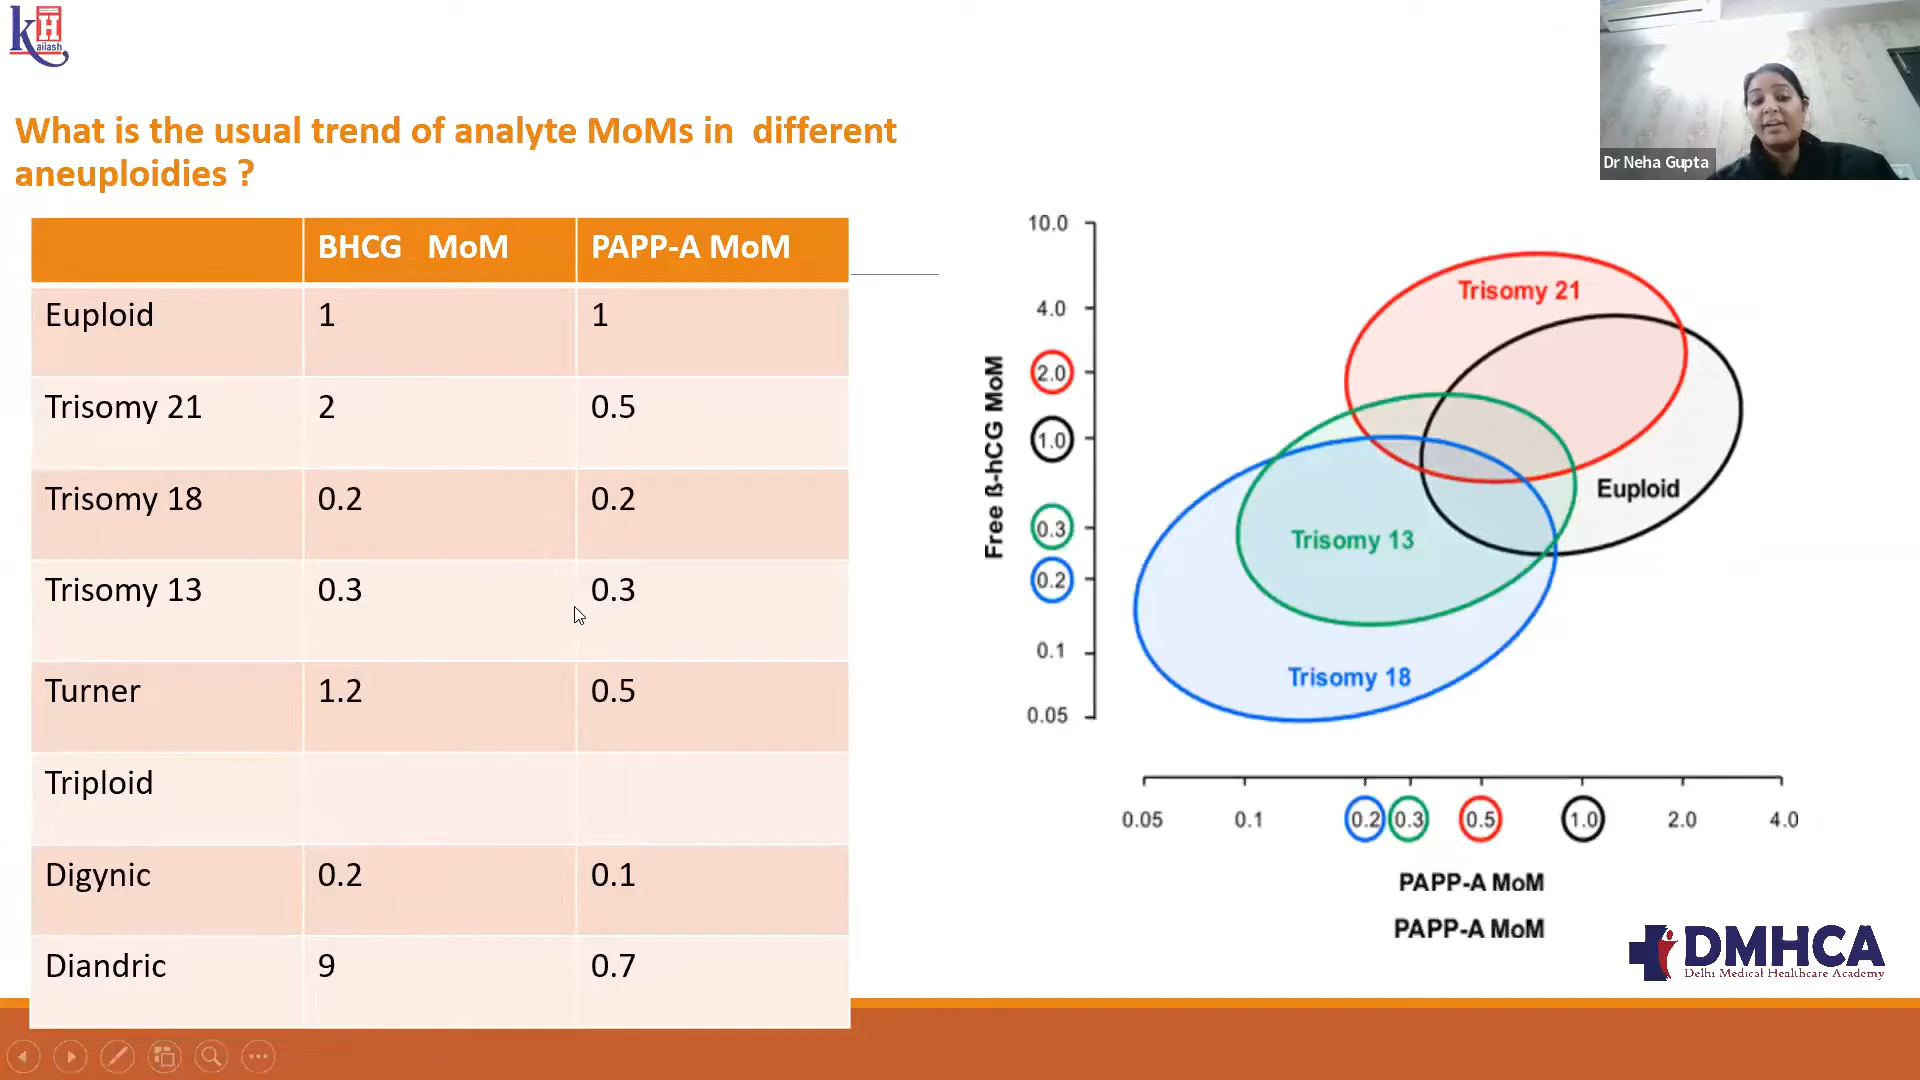 kH
ailash
Dr Neha Gupta
What is the usual trend of analyte MoMs in different
aneuploidies ?
BHCG MoM PAPP-A MoM
Euploid 1 1
Trisomy 21 2 0.5
Trisomy 18 0.2 0.2
Trisomy 13 0.3 0.3
Turner 1.2 0.5
Triploid
Digynic 0.2 0.1
Diandric 9 0.7
Free ß-hCG MoM
10.0
4.0
2.0
1.0
0.3
0.2
0.1
0.05
Trisomy 21
Euploid
Trisomy 13
Trisomy 18
0.05 0.1 0.2 0.3 0.5 1.0 2.0 4.0
PAPP-A MoM
PAPP-A MoM
DMHCA
Delhi Medical Healthcare Academy